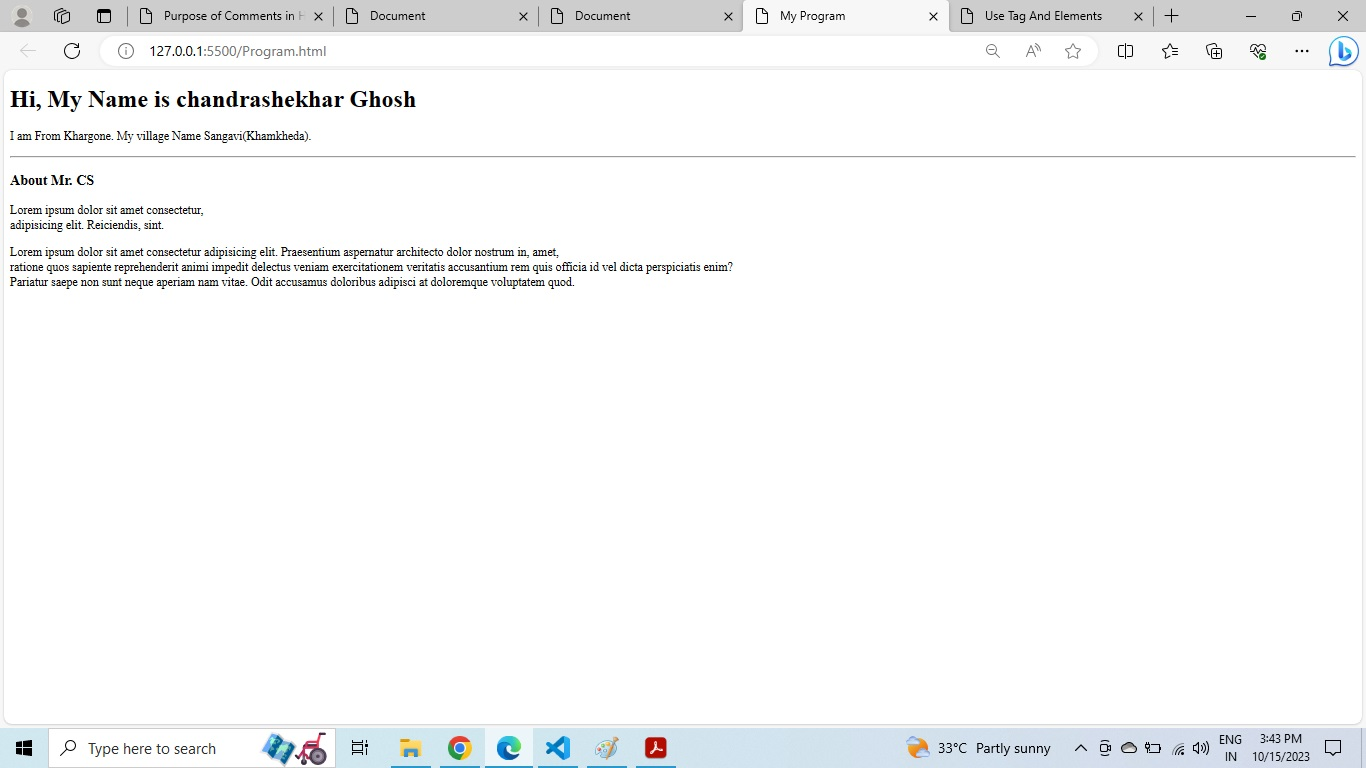 Purpose of Comments in H
Document
Document
My Program
Use Tag And Elements
127.0.0.1:5500/Program.html
Hi, My Name is chandrashekhar Ghosh
I am From Khargone. My village Name Sangavi(Khamkheda).
About Mr. CS
Lorem ipsum dolor sit amet consectetur,
adipisicing elit. Reiciendis, sint.
Lorem ipsum dolor sit amet consectetur adipisicing elit. Praesentium aspernatur architecto dolor nostrum in, amet,
ratione quos sapiente reprehenderit animi impedit delectus veniam exercitationem veritatis accusantium rem quis officia id vel dicta perspiciatis enim?
Pariatur saepe non sunt neque aperiam nam vitae. Odit accusamus doloribus adipisci at doloremque voluptatem quod.
Type here to search
33°C Partly sunny
ENG
IN
3:43 PM
10/15/2023